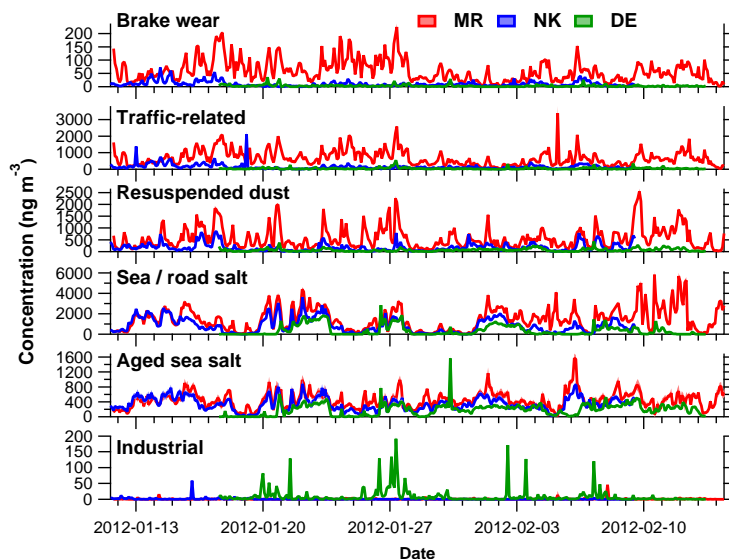 MR NK DE
Concentration (ng m⁻³)
Brake wear
200
150
100
50
0
Traffic-related
3000
2000
1000
0
Resuspended dust
2500
2000
1500
1000
500
0
Sea / road salt
6000
4000
2000
0
Aged sea salt
1600
1200
800
400
0
Industrial
200
150
100
50
0
2012-01-13 2012-01-20 2012-01-27 2012-02-03 2012-02-10
Date